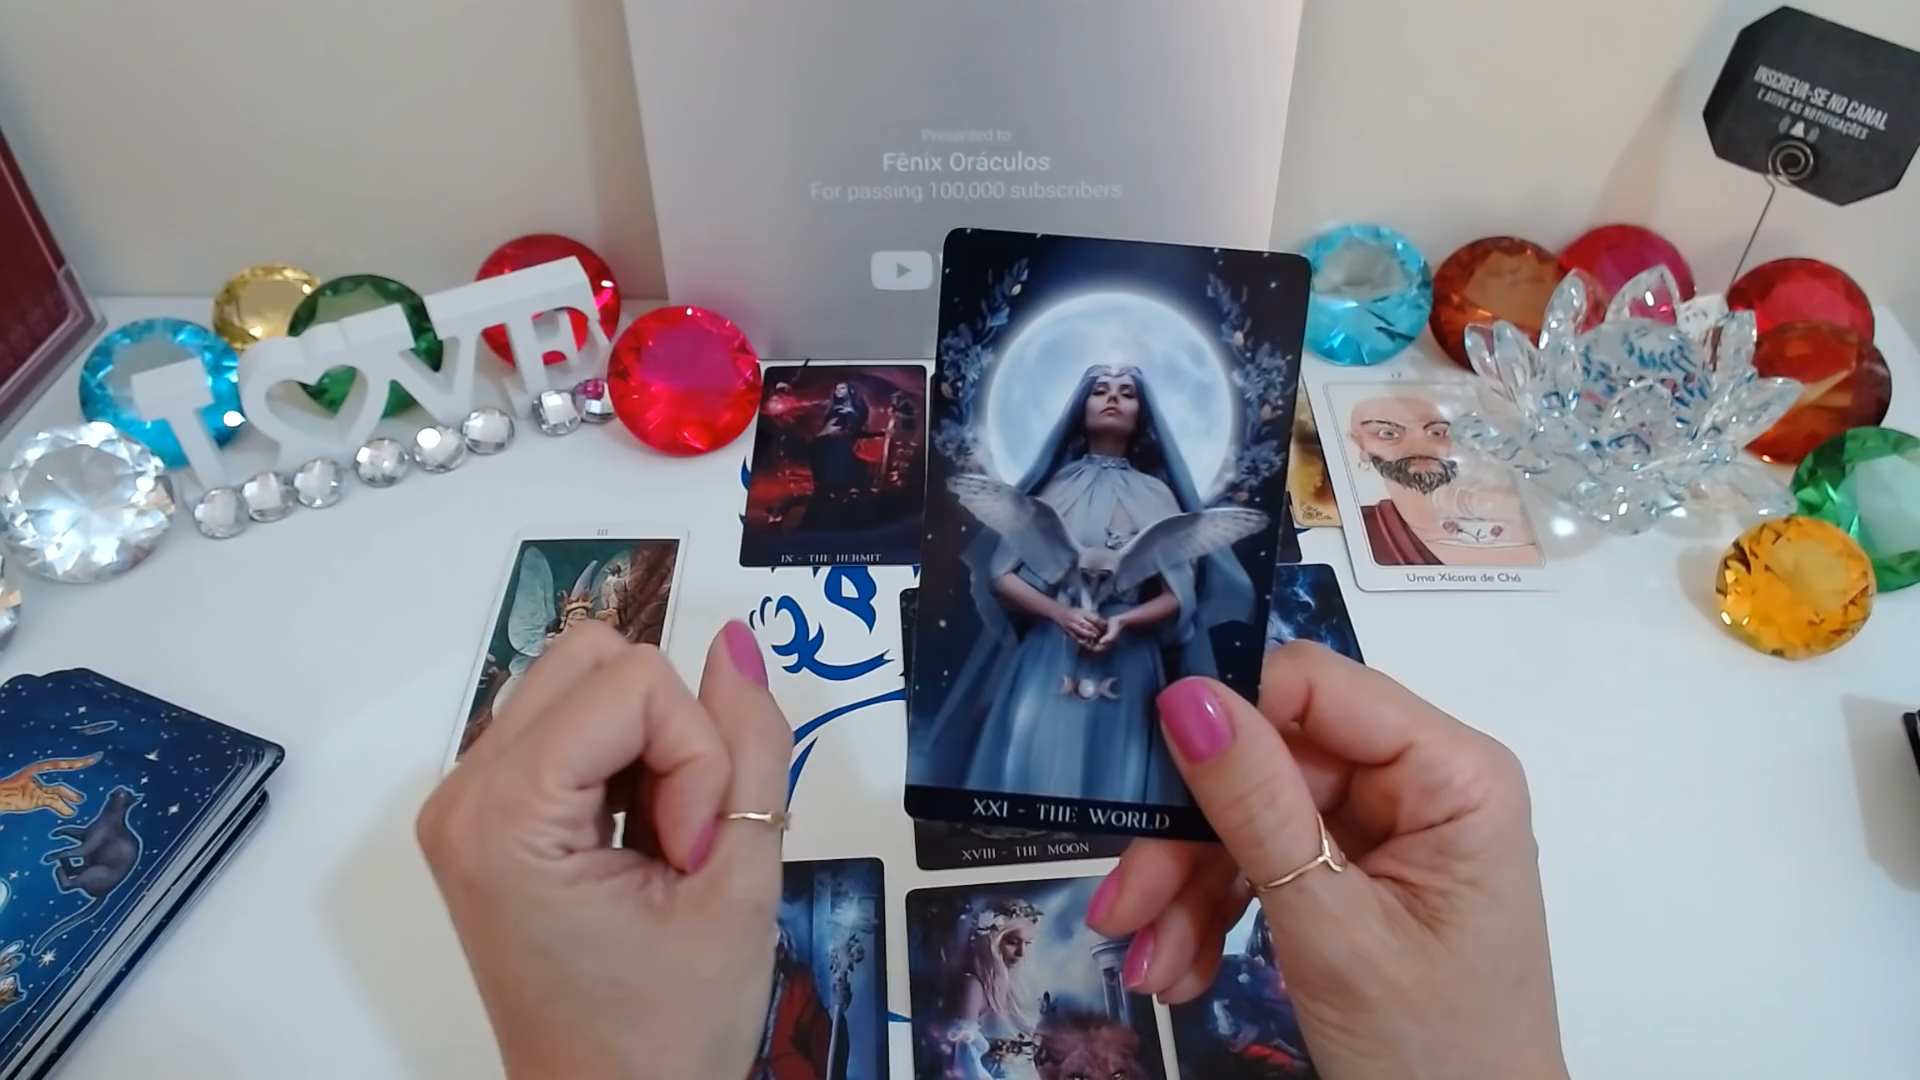 INSCREVA-SE NO CANAL
E ATIVE AS NOTIFICAÇÕES
Presented to
Fênix Oráculos
For passing 100,000 subscribers
LOVE
IX - THE HERMIT
III
Uma Xícara de Chá
XXI - THE WORLD
XVIII - THE MOON